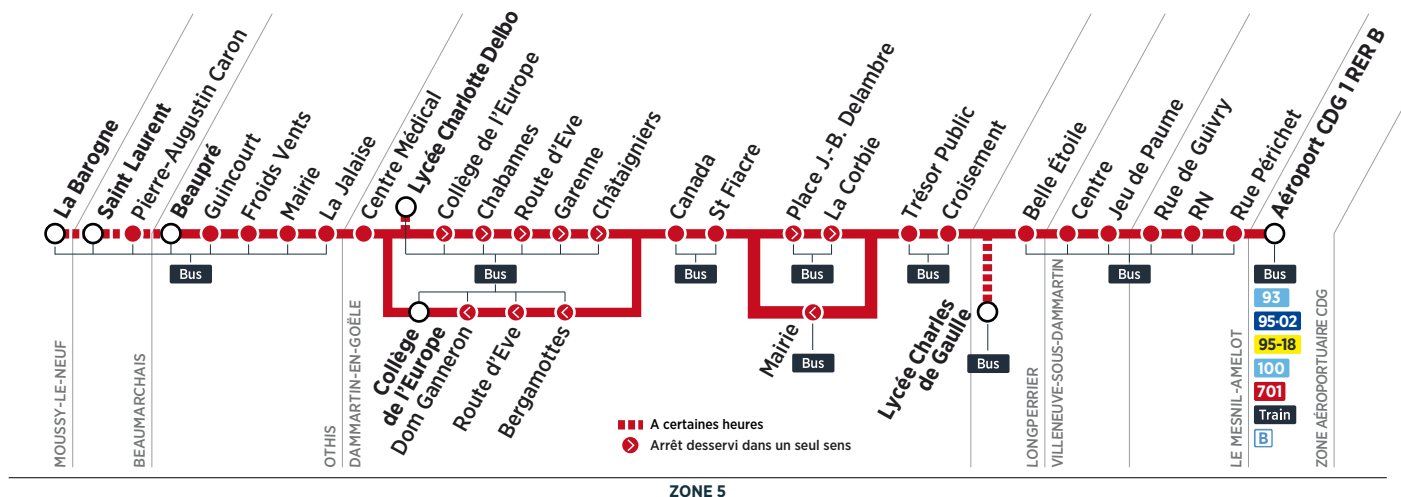 La Barogne
Saint Laurent
Pierre-Augustin Caron
Beaupré
Guincourt
Froids Vents
Mairie
La Jalaise
Centre Médical
Lycée Charlotte Delbo
Collège de l'Europe
Chabannes
Route d'Eve
Garenne
Châtaigniers
Canada
St Fiacre
Place J.-B. Delambre
La Corbie
Trésor Public
Croisement
Belle Étoile
Centre
Jeu de Paume
Rue de Guivry
RN
Rue Périchet
Aéroport CDG 1 RER B
Bus
Bus
Bus
Bus
Bus
Bus
Bus
93
95-02
95-18
100
701
Train
B
Collège
de l'Europe
Dom Ganneron
Route d'Eve
Bergamottes
Mairie
Bus
Lycée Charles
de Gaulle
Bus
A certaines heures
Arrêt desservi dans un seul sens
MOUSSY-LE-NEUF
BEAUMARCHAIS
OTHIS
DAMMARTIN-EN-GOËLE
LONGPERRIER
VILLENEUVE-SOUS-DAMMARTIN
LE MESNIL-AMELOT
ZONE AÉROPORTUAIRE CDG
ZONE 5